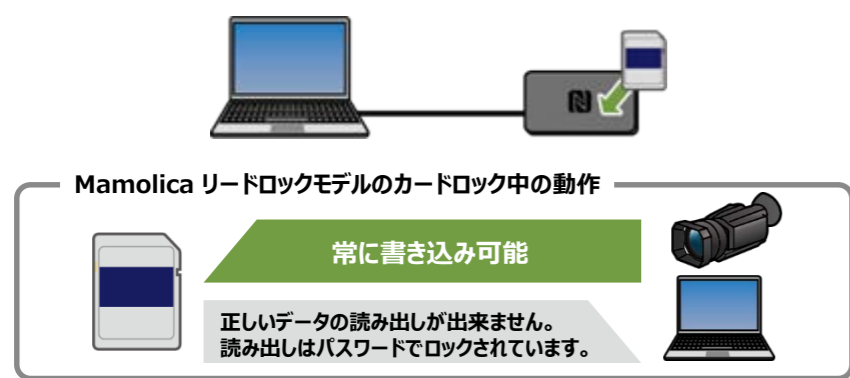 Mamolica リードロックモデルのカードロック中の動作
常に書き込み可能
正しいデータの読み出しが出来ません。
読み出しはパスワードでロックされています。